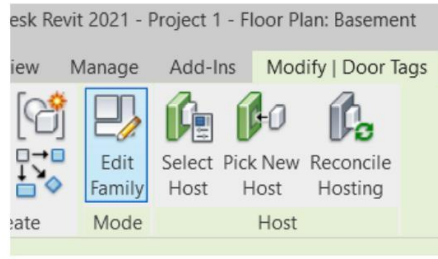 esk Revit 2021 - Project 1 - Floor Plan: Basement
iew Manage Add-Ins Modify | Door Tags
Edit Family
Select Host
Pick New Host
Reconcile Hosting
eate Mode Host